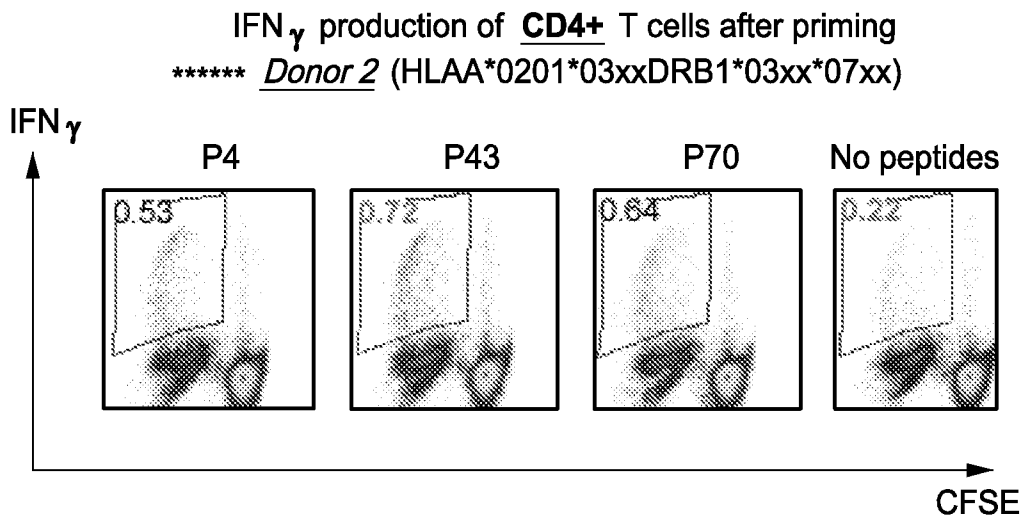 IFNγ production of CD4+ T cells after priming
****** Donor 2 (HLAA*0201*03xxDRB1*03xx*07xx)
IFNγ
P4 P43 P70 No peptides
0.53 0.72 0.64 0.22
CFSE